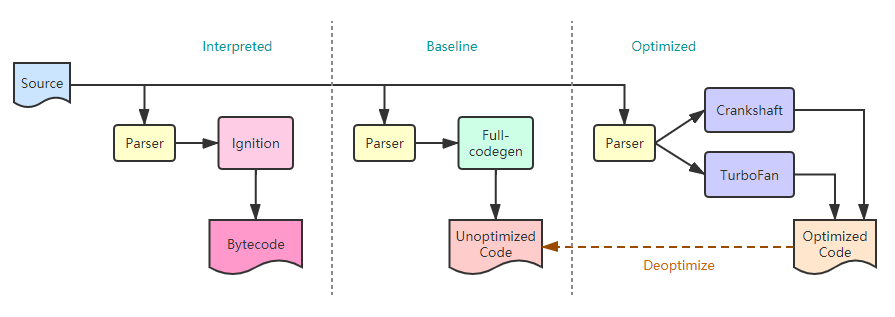 Interpreted
Baseline
Optimized
Source
Parser
Ignition
Parser
Full-
codegen
Parser
Crankshaft
TurboFan
Bytecode
Unoptimized
Code
Optimized
Code
Deoptimize